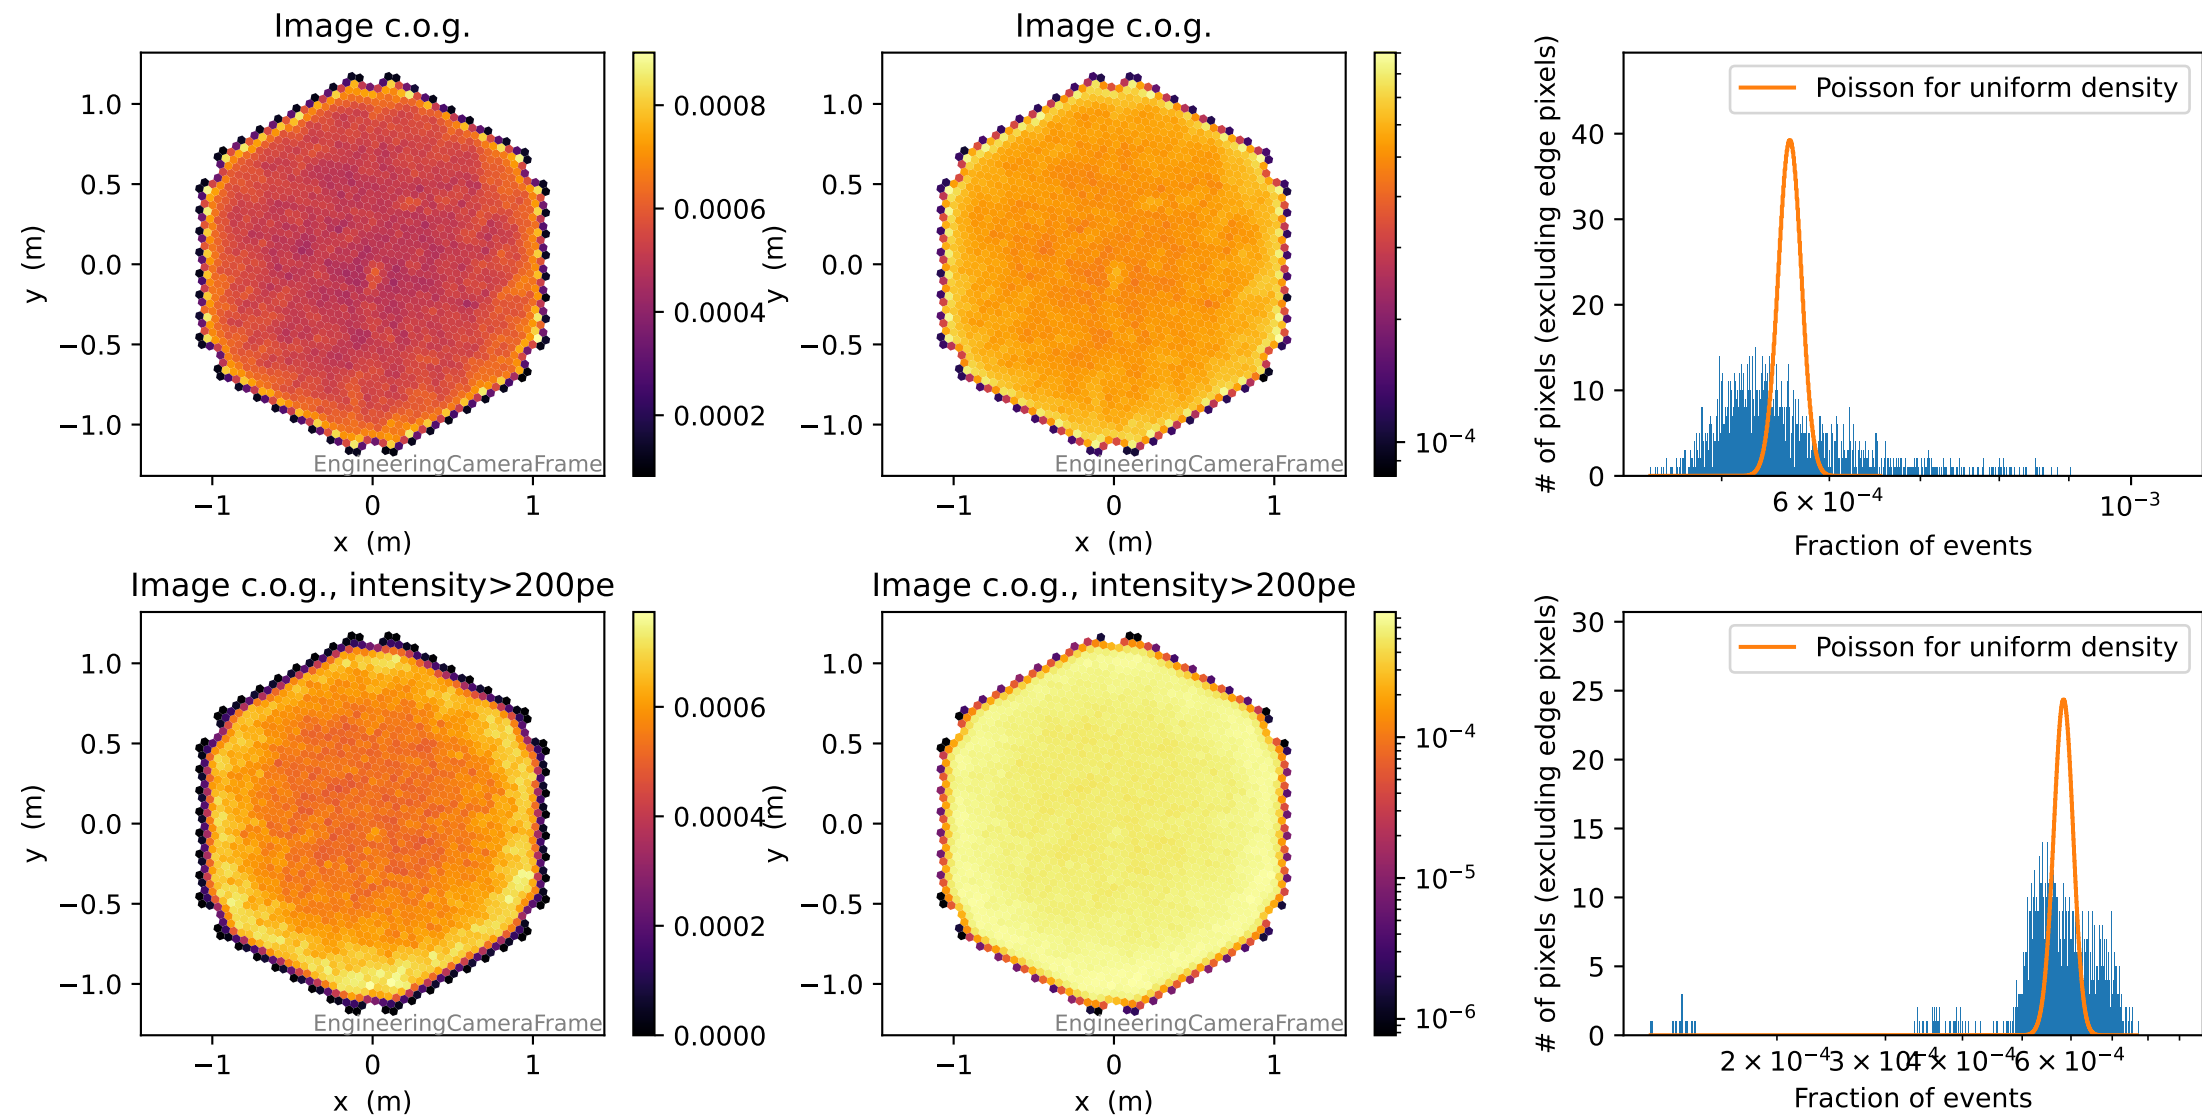 Image c.o.g.
1.0
0.5
0.0
−0.5
−1.0
y (m)
−1
0
1
x (m)
EngineeringCameraFrame
0.0008
0.0006
0.0004
0.0002
Image c.o.g.
1.0
0.5
0.0
−0.5
−1.0
y (m)
−1
0
1
x (m)
EngineeringCameraFrame
10⁻⁴
# of pixels (excluding edge pixels)
40
30
20
10
0
Poisson for uniform density
6 × 10⁻⁴
10⁻³
Fraction of events
Image c.o.g., intensity>200pe
1.0
0.5
0.0
−0.5
−1.0
y (m)
−1
0
1
x (m)
EngineeringCameraFrame
0.0006
0.0004
0.0002
0.0000
Image c.o.g., intensity>200pe
1.0
0.5
0.0
−0.5
−1.0
y (m)
−1
0
1
x (m)
EngineeringCameraFrame
10⁻⁴
10⁻⁵
10⁻⁶
# of pixels (excluding edge pixels)
30
25
20
15
10
5
0
Poisson for uniform density
2 × 10⁻⁴
3 × 10⁻⁴
4 × 10⁻⁴
6 × 10⁻⁴
Fraction of events